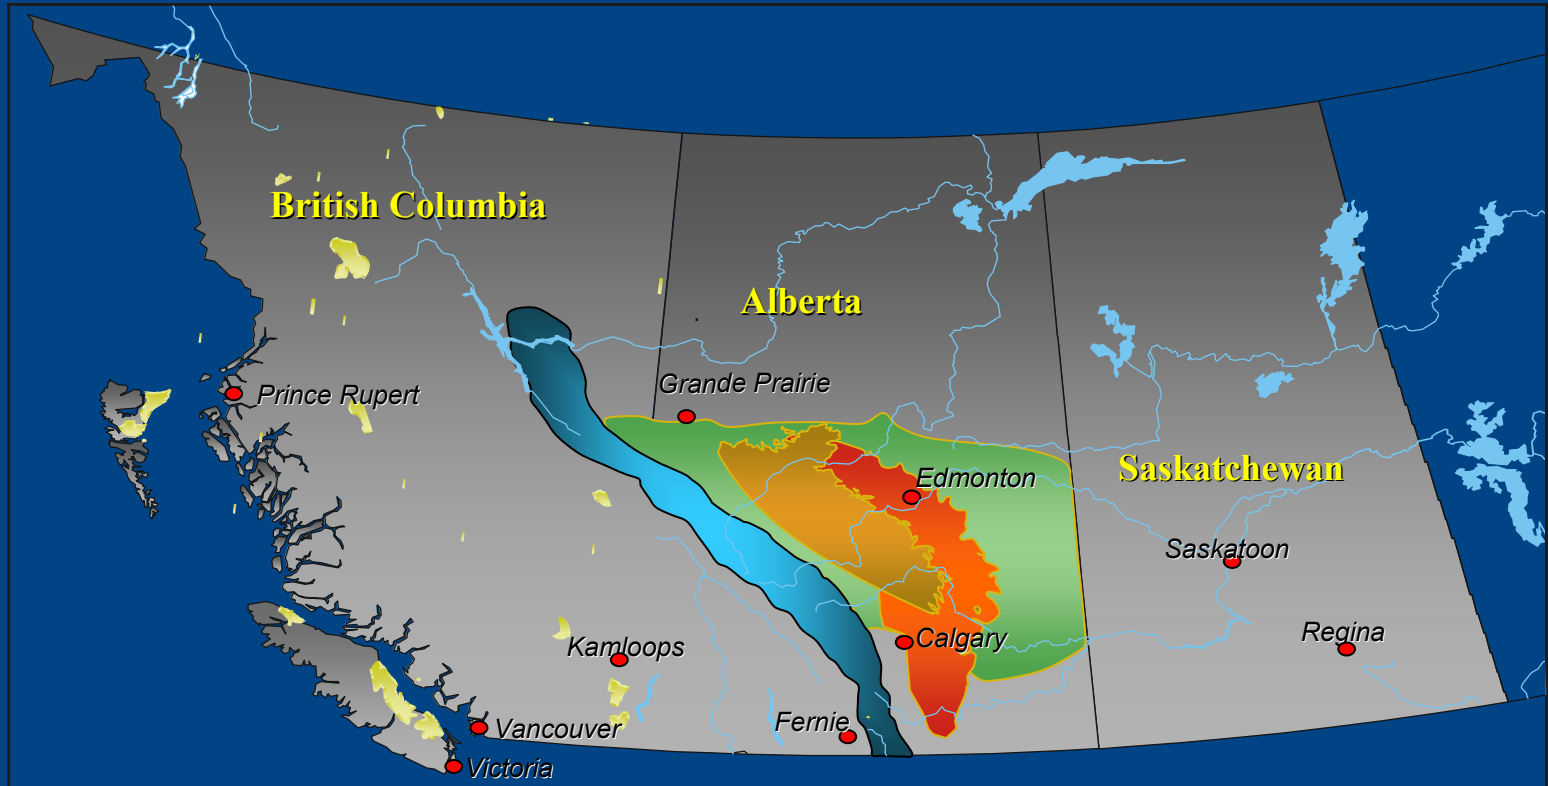 British Columbia
Alberta
Grande Prairie
Prince Rupert
Saskatchewan
Edmonton
Saskatoon
Regina
Calgary
Kamloops
Fernie
Vancouver
Victoria